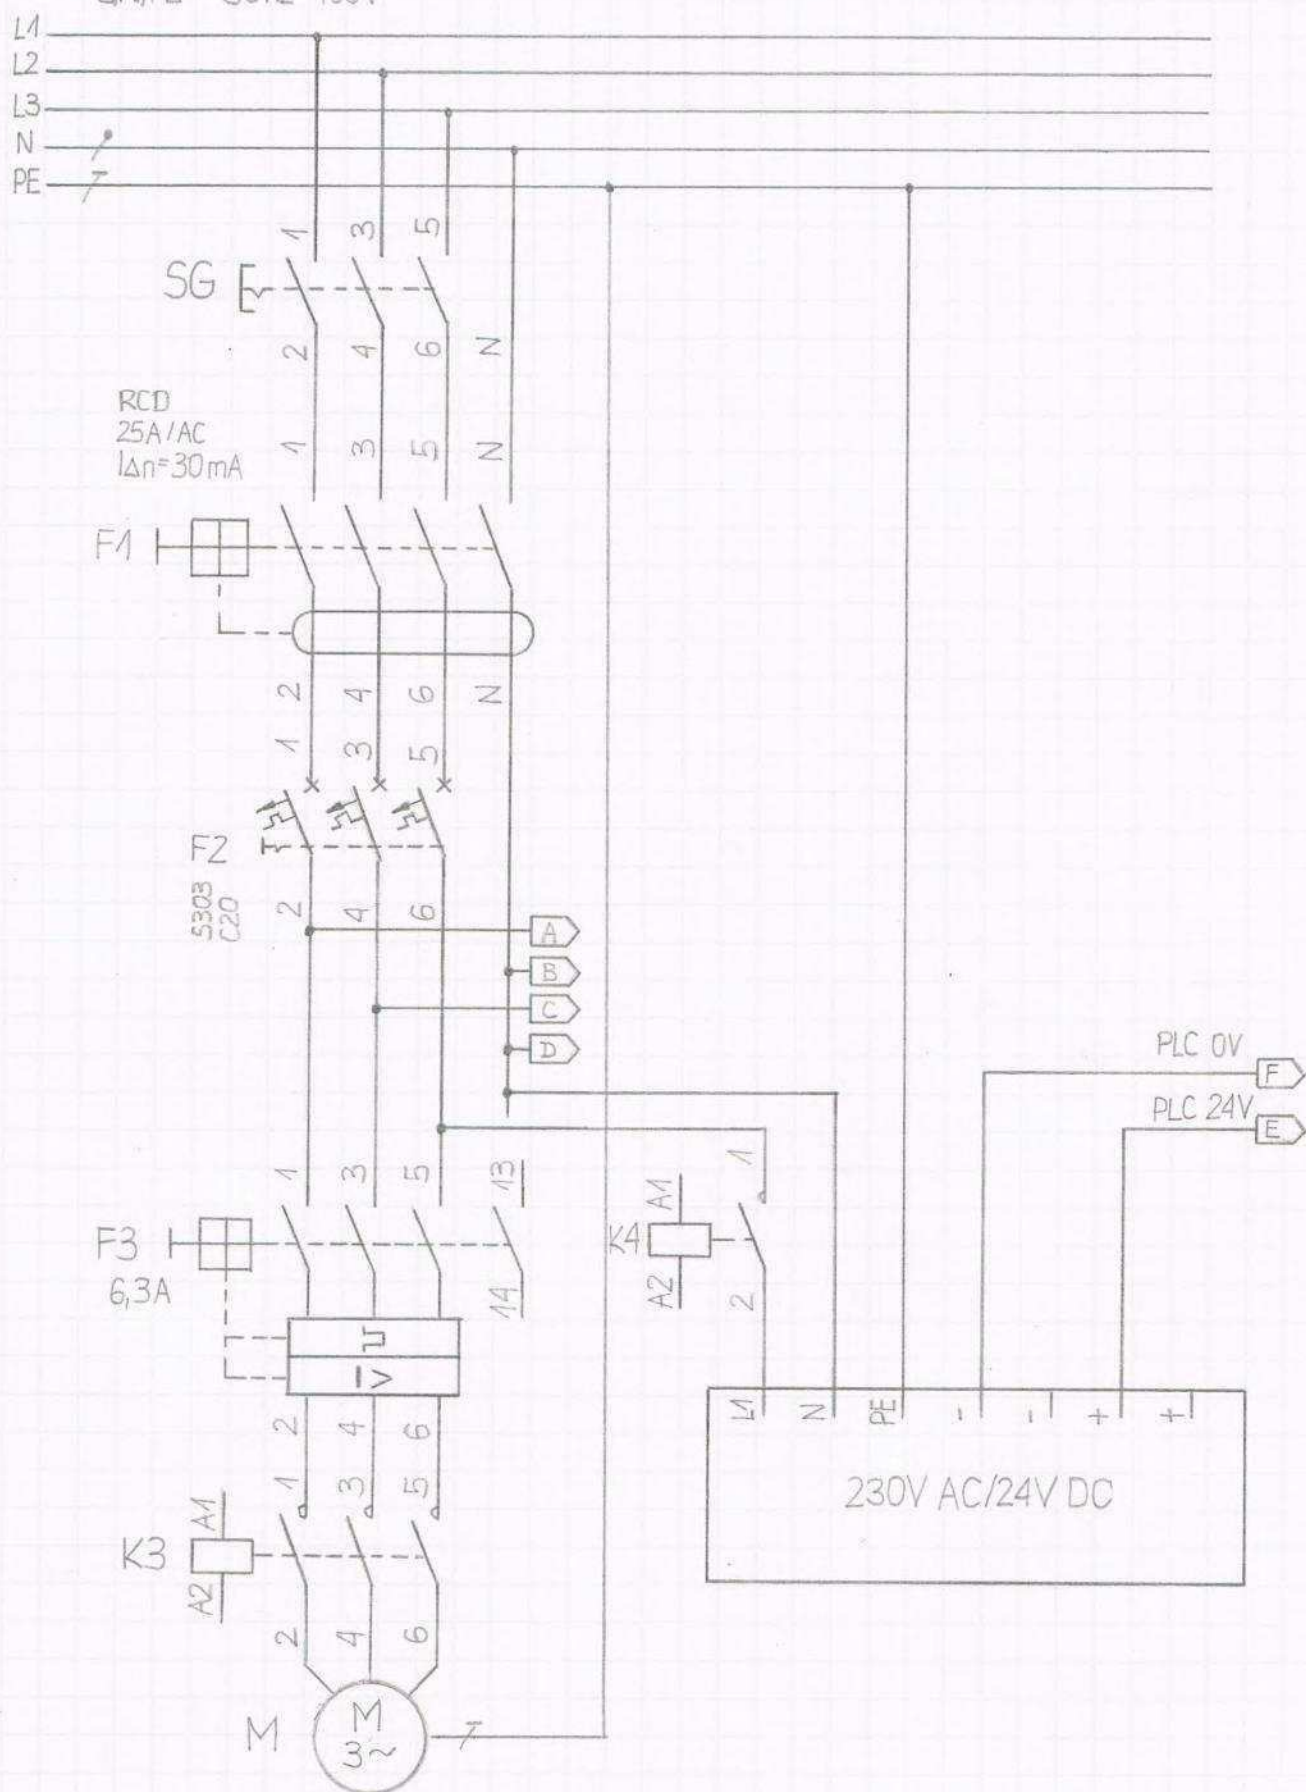 L1
L2
L3
N
PE
1 3 5
SG
2 4 6 N
RCD
25A/AC
IΔn=30mA
1 3 5 N
F1
2 4 6 N
1 3 5
F2
S303
C20
2 4 6
A
B
C
D
PLC 0V
F
PLC 24V
E
1 3 5 13
F3
6,3A
14
K4
A1
A2
1
2
2 4 6
L1 N PE - - + +
230V AC/24V DC
1 3 5
K3
A1
A2
2 4 6
M
M
3~